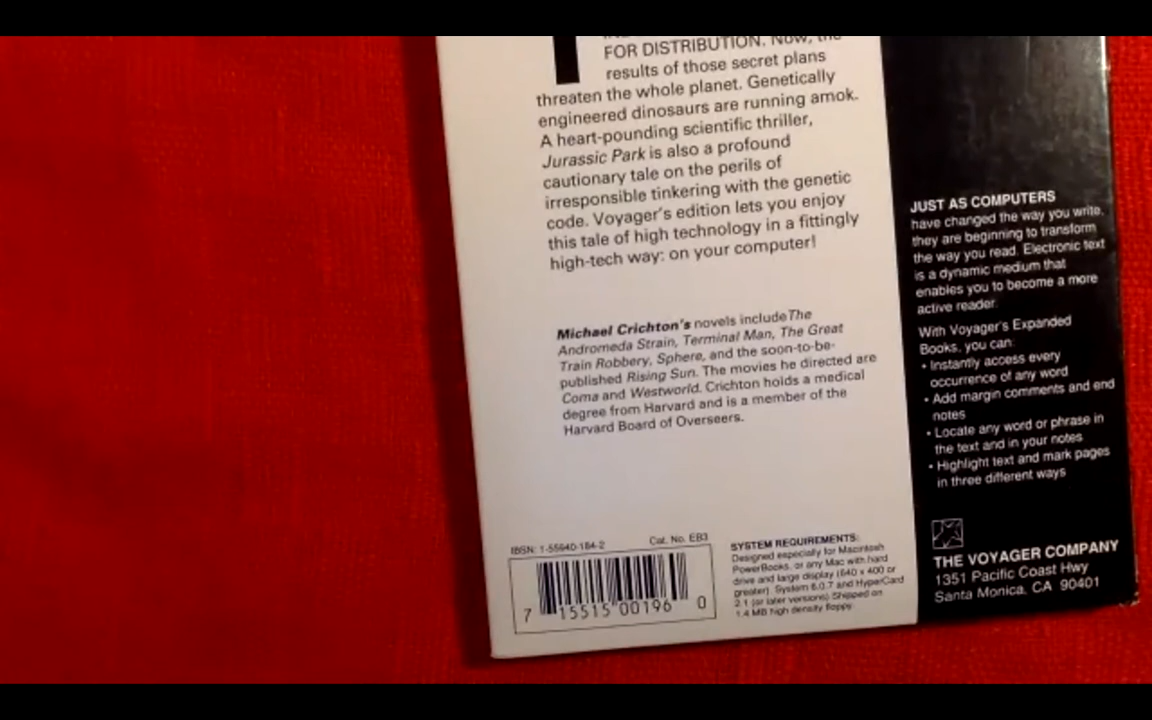 FOR DISTRIBUTION. Now, the
results of those secret plans
threaten the whole planet. Genetically
engineered dinosaurs are running amok.
A heart-pounding scientific thriller,
Jurassic Park is also a profound
cautionary tale on the perils of
irresponsible tinkering with the genetic
code. Voyager's edition lets you enjoy
this tale of high technology in a fittingly
high-tech way: on your computer!
Michael Crichton's novels include The
Andromeda Strain, Terminal Man, The Great
Train Robbery, Sphere, and the soon-to-be-
published Rising Sun. The movies he directed are
Coma and Westworld. Crichton holds a medical
degree from Harvard and is a member of the
Harvard Board of Overseers.
IBSN: 1-55940-184-2
Cat. No. EB3
7 15515 00196 0
SYSTEM REQUIREMENTS:
Designed especially for Macintosh
PowerBooks, or any Mac with hard
drive and large display (640 x 400 or
greater). System 6.0.7 and HyperCard
2.1 (or later versions) Shipped on
1.4 MB high density floppy.
JUST AS COMPUTERS
have changed the way you write,
they are beginning to transform
the way you read. Electronic text
is a dynamic medium that
enables you to become a more
active reader.
With Voyager's Expanded
Books, you can:
• Instantly access every
occurrence of any word
• Add margin comments and end
notes
• Locate any word or phrase in
the text and in your notes
• Highlight text and mark pages
in three different ways
THE VOYAGER COMPANY
1351 Pacific Coast Hwy
Santa Monica, CA 90401